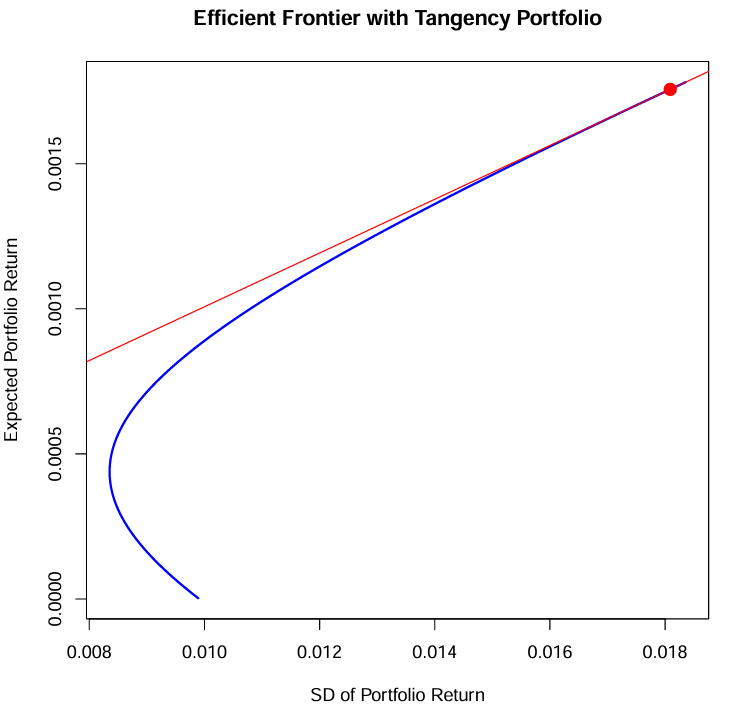 Efficient Frontier with Tangency Portfolio
Expected Portfolio Return
0.0015
0.0010
0.0005
0.0000
0.008 0.010 0.012 0.014 0.016 0.018
SD of Portfolio Return